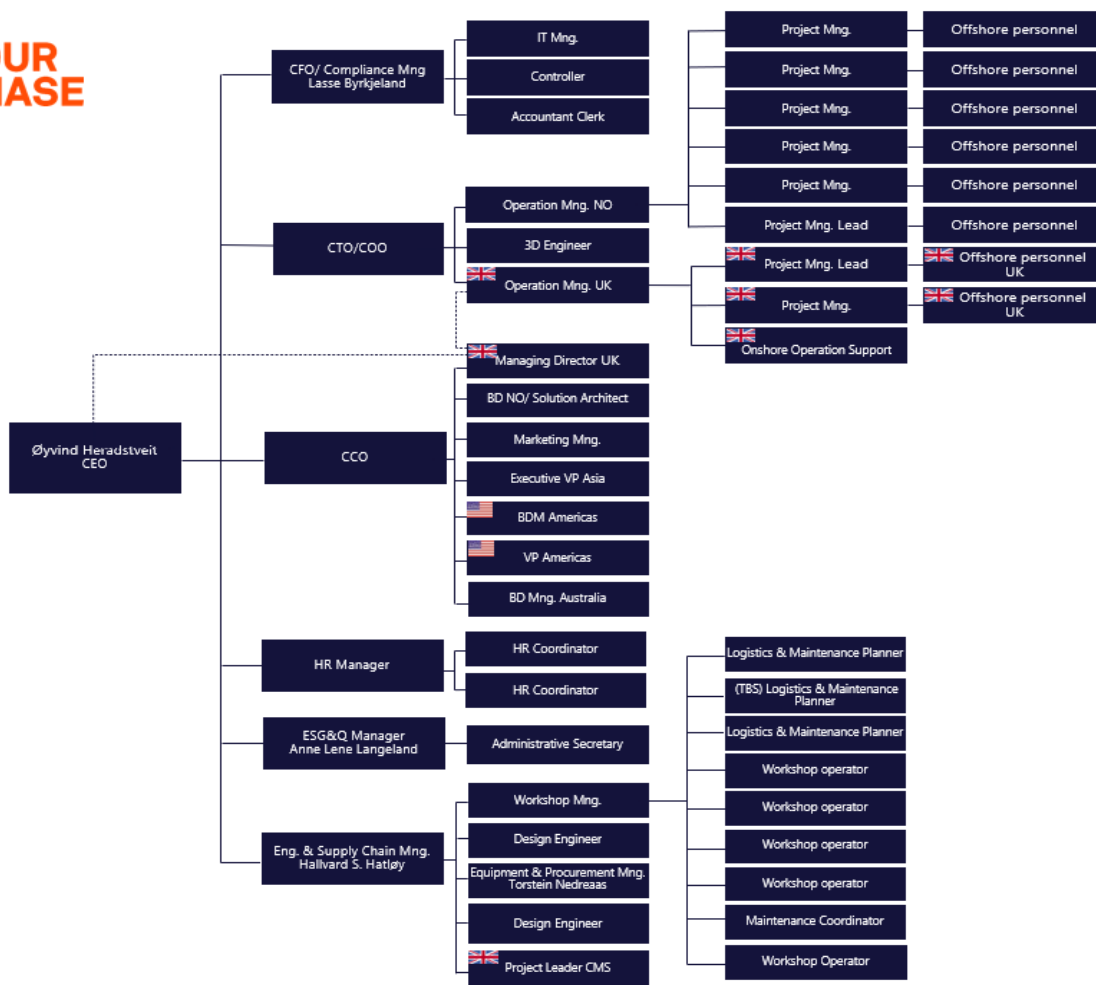 OUR
HASE
CFO/ Compliance Mng
Lasse Byrkjeland
IT Mng.
Controller
Accountant Clerk
CTO/COO
Operation Mng. NO
3D Engineer
Operation Mng. UK
Project Mng.
Offshore personnel
Project Mng.
Offshore personnel
Project Mng.
Offshore personnel
Project Mng.
Offshore personnel
Project Mng.
Offshore personnel
Project Mng. Lead
Offshore personnel
Project Mng. Lead
Offshore personnel
UK
Project Mng.
Offshore personnel
UK
Onshore Operation Support
Øyvind Heradstveit
CEO
CCO
Managing Director UK
BD NO/ Solution Architect
Marketing Mng.
Executive VP Asia
BDM Americas
VP Americas
BD Mng. Australia
HR Manager
HR Coordinator
HR Coordinator
ESG&Q Manager
Anne Lene Langeland
Administrative Secretary
Eng. & Supply Chain Mng.
Hallvard S. Hatløy
Workshop Mng.
Design Engineer
Equipment & Procurement Mng.
Torstein Nedreaas
Design Engineer
Project Leader CMS
Logistics & Maintenance Planner
(TBS) Logistics & Maintenance
Planner
Logistics & Maintenance Planner
Workshop operator
Workshop operator
Workshop operator
Workshop operator
Maintenance Coordinator
Workshop Operator